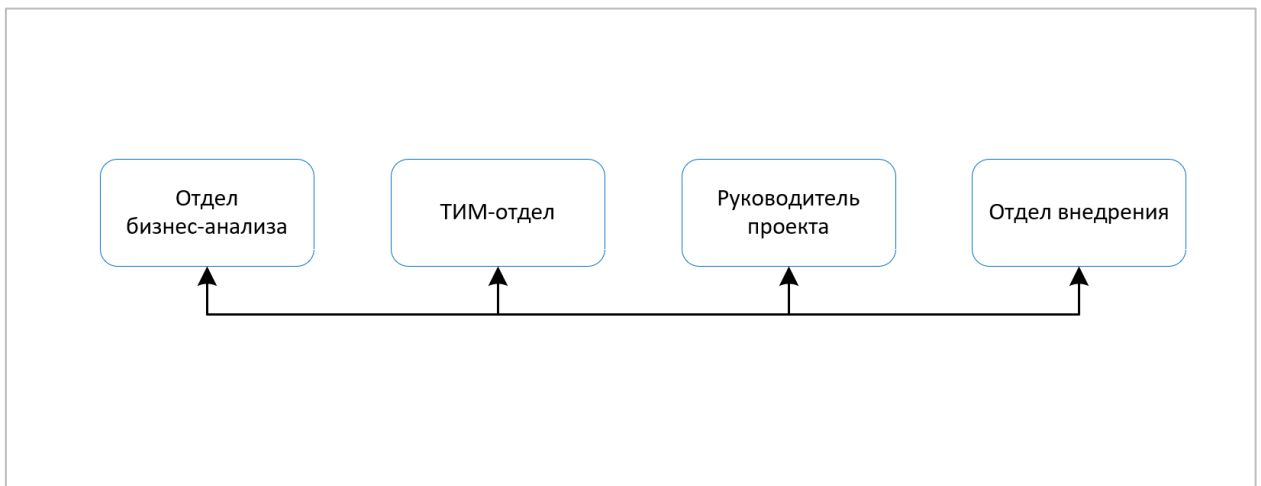 Отдел
бизнес-анализа
ТИМ-отдел
Руководитель
проекта
Отдел внедрения